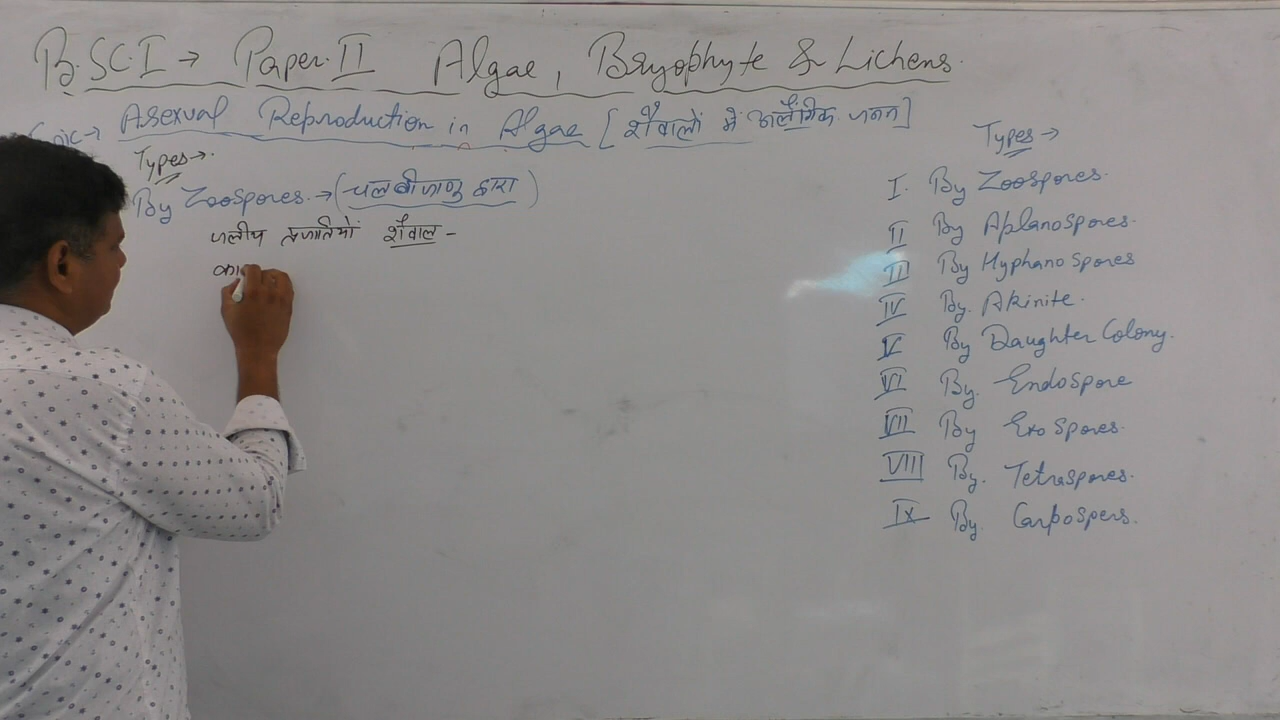 B.SC.I → Paper.II Algae, Bryophyte & Lichens.
Topic→ Asexual Reproduction in Algae [शैवालों में अलैंगिक जनन]
Types→.
By Zoospores.→(चलबीजाणु द्वारा)
जलीय प्रजातियों शैवाल -
का
Types→
I. By Zoospores.
II By Aplanospores.
III By Hyphanospores
IV By. Akinite.
V By Daughter Colony.
VI By. Endospore
VII By Exospores.
VIII By. Tetraspores.
IX By. Carpospers.